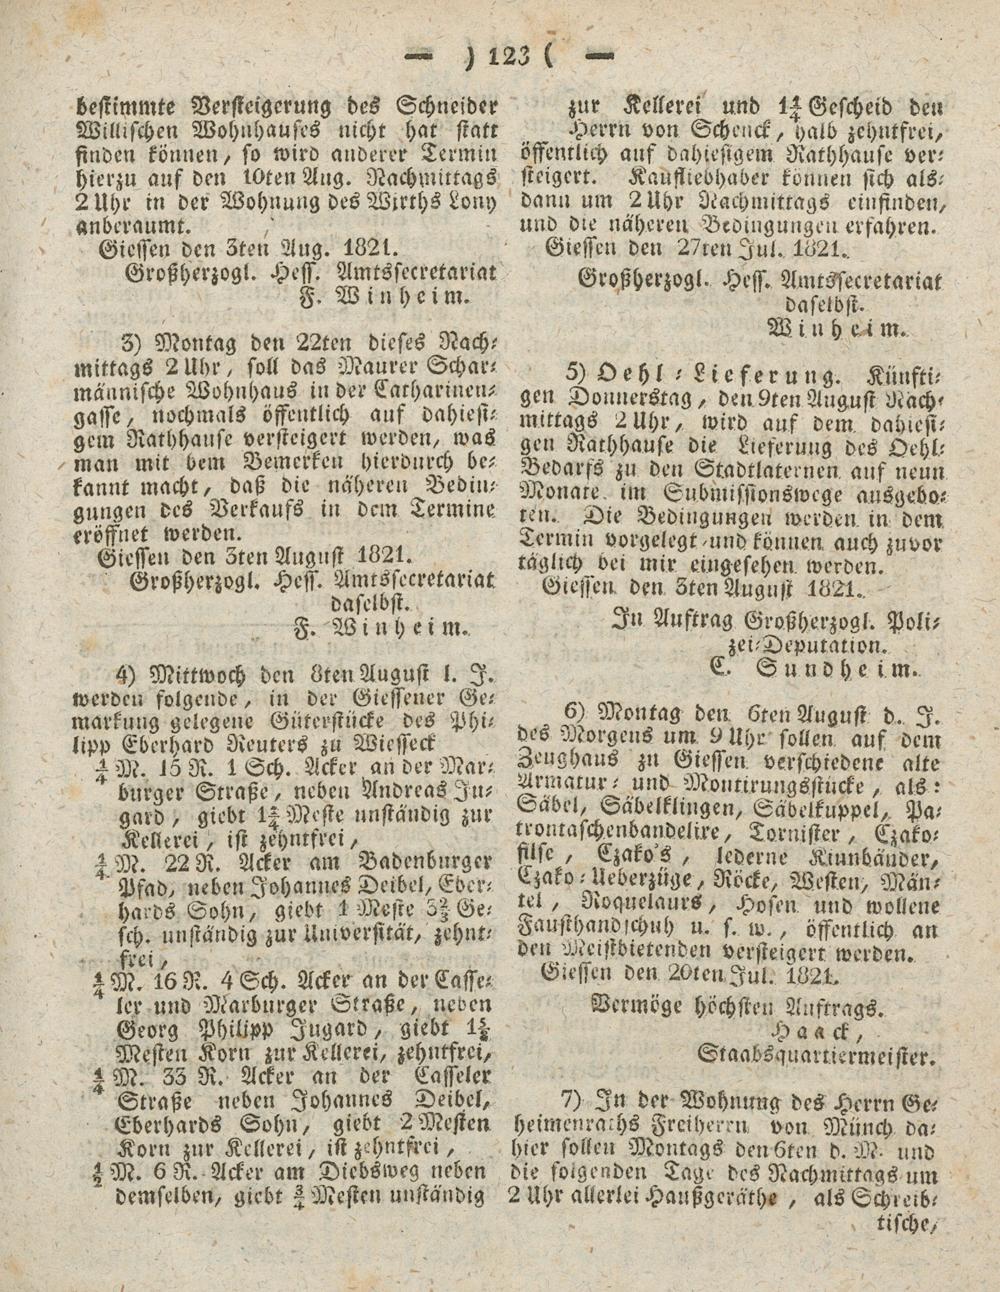 — ) 123 ( —
bestimmte Versteigerung des Schneider
Willischen Wohnhauses nicht hat statt
finden können, so wird anderer Termin
hierzu auf den 10ten Aug. Nachmittags
2 Uhr in der Wohnung des Wirths Lony
anberaumt.
Giessen den 3ten Aug. 1821.
Großherzogl. Hess. Amtssecretariat
F. Winheim.
3) Montag den 22ten dieses Nach-
mittags 2 Uhr, soll das Maurer Schar-
männische Wohnhaus in der Catharinen-
gasse, nochmals öffentlich auf dahiesi-
gem Rathhause versteigert werden, was
man mit dem Bemerken hierdurch be-
kannt macht, daß die näheren Bedin-
gungen des Verkaufs in dem Termine
eröffnet werden.
Giessen den 3ten August 1821.
Großherzogl. Hess. Amtssecretariat
daselbst.
F. Winheim.
4) Mittwoch den 8ten August l. J.
werden folgende, in der Giessener Ge-
markung gelegene Güterstücke des Phi-
lipp Eberhard Reuters zu Wiesseck
¼ M. 15 R. 1 Sch. Acker an der Mar-
burger Straße, neben Andreas Ju-
gard, giebt Meste unständig zur
Kellerei, ist zehntfrei,
¼ M. 22 R. Acker am Badenburger
Pfad, neben Johannes Deibel, Eber-
hards Sohn, giebt 1 Meste Ge-
sch. unständig zur Universität, zehnt-
frei,
¼ M. 16 R. 4 Sch. Acker an der Casse-
ler und Marburger Straße, neben
Georg Philipp Jugard, giebt
Mesten Korn zur Kellerei, zehntfrei,
¼ M. 33 R. Acker an der Casseler
Straße neben Johannes Deibel,
Eberhards Sohn, giebt 2 Mesten
Korn zur Kellerei, ist zehntfrei,
½ M. 6 R. Acker am Diebsweg neben
demselben, giebt ¾ Mesten unständig
zur Kellerei und Gescheid den
Herrn von Schenck, halb zehntfrei,
öffentlich auf dahiesigem Rathhause ver-
steigert. Kaufliebhaber können sich als-
dann um 2 Uhr Nachmittags einfinden,
und die näheren Bedingungen erfahren.
Giessen den 27ten Jul. 1821.
Großherzogl. Hess. Amtssecretariat
daselbst.
Winheim.
5) Oehl-Lieferung. Künfti-
gen Donnerstag, den 9ten August Nach-
mittags 2 Uhr, wird auf dem dahiesi-
gen Rathhause die Lieferung des Oehl-
Bedarfs zu den Stadtlaternen auf neun
Monate im Submissionswege ausgebo-
ten. Die Bedingungen werden in dem
Termin vorgelegt und können auch zuvor
täglich bei mir eingesehen werden.
Giessen den 3ten August 1821.
In Auftrag Großherzogl. Poli-
zei-Deputation.
C. Sundheim.
6) Montag den 6ten August d. J.
des Morgens um 9 Uhr sollen auf dem
Zeughaus zu Giessen verschiedene alte
Armatur- und Montirungsstücke, als:
Säbel, Säbelklingen, Säbelkuppel, Pa-
trontaschenbandelire, Tornister, Czako-
filse, Czako's, lederne Kiunbänder,
Czako-Ueberzüge, Röcke, Westen, Män-
tel, Roquelaurs, Hosen und wollene
Fausthandschuh u. s. w., öffentlich an
den Meistbietenden versteigert werden.
Giessen den 20ten Jul. 1821.
Vermöge höchsten Auftrags.
Haack,
Staabsquartiermeister.
7) In der Wohnung des Herrn Ge-
heimenraths Freiherrn von Münch da-
hier sollen Montags den 6ten d. M. und
die folgenden Tage des Nachmittags um
2 Uhr allerlei Haußgeräthe, als Schreib-
tische,